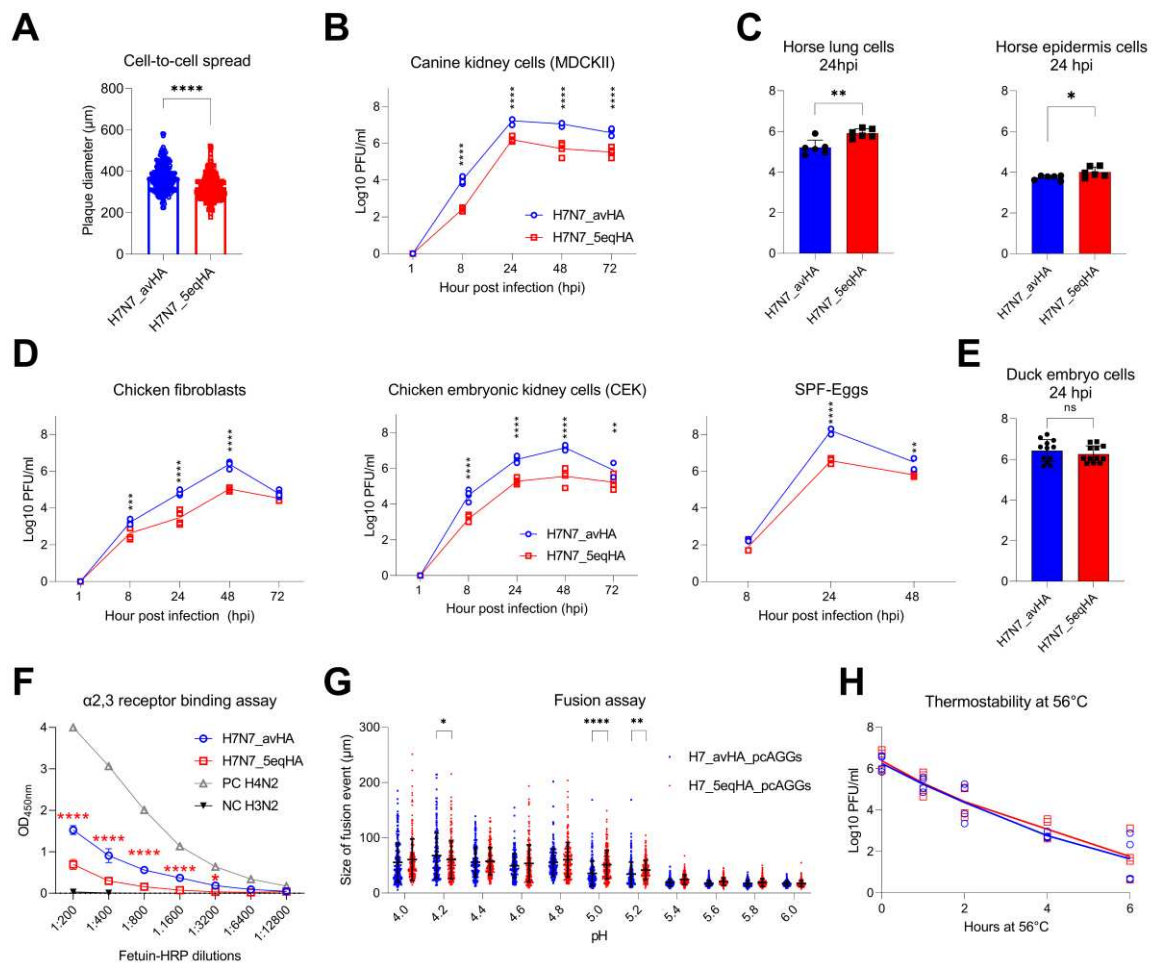 A
Cell-to-cell spread
****
Plaque diameter (µm)
800
600
400
200
0
H7N7_avHA
H7N7_5eqHA
B
Canine kidney cells (MDCKII)
****
****
****
****
Log10 PFU/ml
8
6
4
2
0
H7N7_avHA
H7N7_5eqHA
1
8
24
48
72
Hour post infection (hpi)
C
Horse lung cells
24hpi
**
8
6
4
2
0
H7N7_avHA
H7N7_5eqHA
Horse epidermis cells
24 hpi
*
8
6
4
2
0
H7N7_avHA
H7N7_5eqHA
D
Chicken fibroblasts
***
****
****
Log10 PFU/ml
8
6
4
2
0
1
8
24
48
72
Hour post infection (hpi)
Chicken embryonic kidney cells (CEK)
****
****
****
**
8
6
4
2
0
H7N7_avHA
H7N7_5eqHA
1
8
24
48
72
Hour post infection (hpi)
SPF-Eggs
****
**
8
6
4
2
0
8
24
48
Hour post infection (hpi)
E
Duck embryo cells
24 hpi
ns
8
6
4
2
0
H7N7_avHA
H7N7_5eqHA
F
α2,3 receptor binding assay
OD450nm
4
3
2
1
0
H7N7_avHA
H7N7_5eqHA
PC H4N2
NC H3N2
****
****
****
****
*
1:200
1:400
1:800
1:1600
1:3200
1:6400
1:12800
Fetuin-HRP dilutions
G
Fusion assay
*
****
**
Size of fusion event (µm)
300
200
100
50
0
H7_avHA_pcAGGs
H7_5eqHA_pcAGGs
4.0
4.2
4.4
4.6
4.8
5.0
5.2
5.4
5.6
5.8
6.0
pH
H
Thermostability at 56°C
Log10 PFU/ml
8
6
4
2
0
0
2
4
6
Hours at 56°C